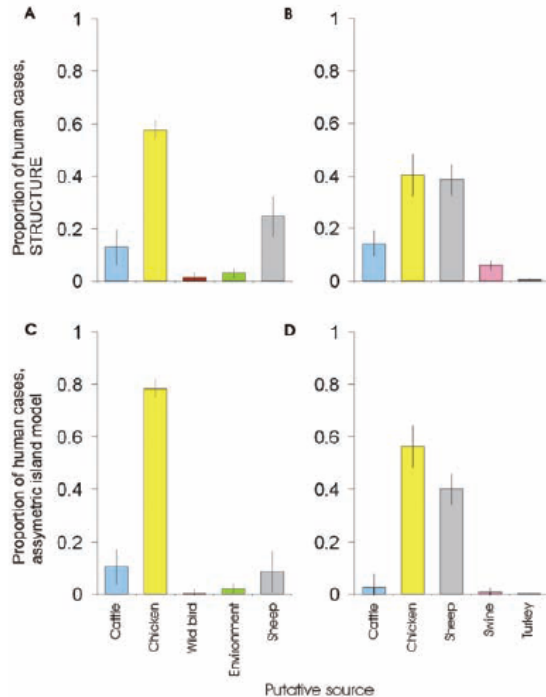 A
B
Proportion of human cases,
STRUCTURE
1
0.8
0.6
0.4
0.2
0
1
0.8
0.6
0.4
0.2
0
C
D
Proportion of human cases,
assymetric island model
1
0.8
0.6
0.4
0.2
0
1
0.8
0.6
0.4
0.2
0
Cattle
Chicken
Wild bird
Environment
Sheep
Cattle
Chicken
Sheep
Swine
Turkey
Putative source